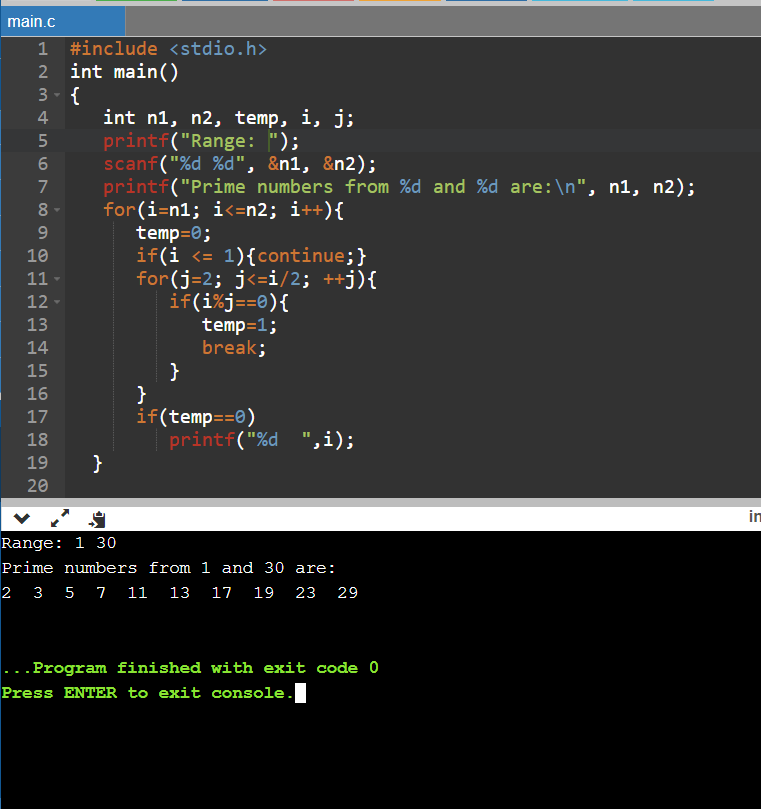 main.c
1 #include <stdio.h>
2 int main()
3 {
4    int n1, n2, temp, i, j;
5    printf("Range: ");
6    scanf("%d %d", &n1, &n2);
7    printf("Prime numbers from %d and %d are:\n", n1, n2);
8    for(i=n1; i<=n2; i++){
9       temp=0;
10       if(i <= 1){continue;}
11       for(j=2; j<=i/2; ++j){
12          if(i%j==0){
13             temp=1;
14             break;
15          }
16       }
17       if(temp==0)
18          printf("%d  ",i);
19   }
20
in
Range: 1 30
Prime numbers from 1 and 30 are:
2  3  5  7  11  13  17  19  23  29
...Program finished with exit code 0
Press ENTER to exit console.